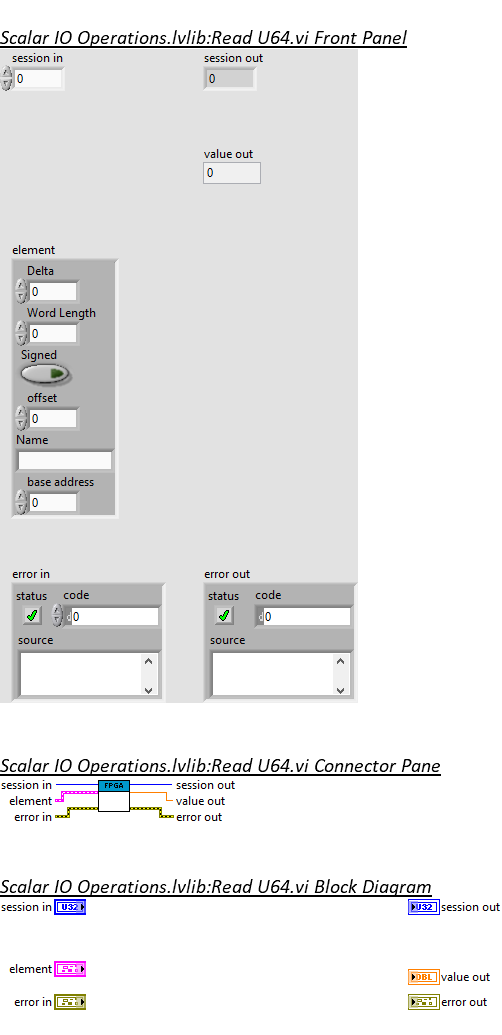 Scalar IO Operations.lvlib:Read U64.vi Front Panel
session in
session out
0
0
value out
0
element
Delta
0
Word Length
0
Signed
offset
0
Name
base address
0
error in
error out
status code
status code
d0
d0
source
source
Scalar IO Operations.lvlib:Read U64.vi Connector Pane
session in FPGA session out
element value out
error in error out
Scalar IO Operations.lvlib:Read U64.vi Block Diagram
session in U32 U32 session out
element
DBL value out
error in error out